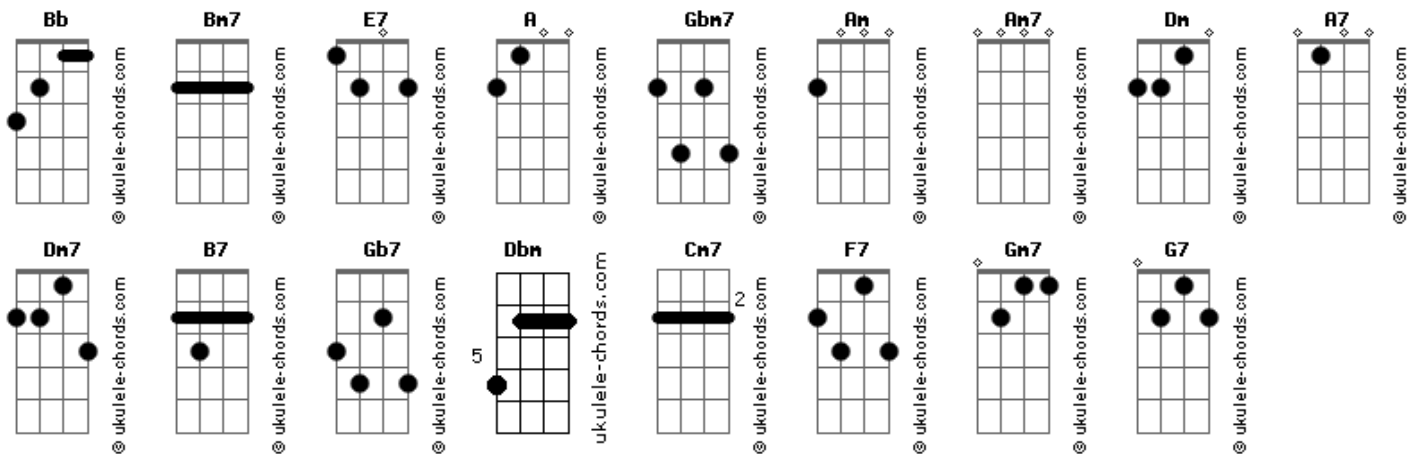 Bb Bm7 E7 A Gbm7 Am Am7 Dm A7
© ukulele-chords.com © ukulele-chords.com © ukulele-chords.com © ukulele-chords.com © ukulele-chords.com © ukulele-chords.com © ukulele-chords.com © ukulele-chords.com © ukulele-chords.com
Dm7 B7 Gb7 Dbm Cm7 F7 Gm7 G7
5 2
© ukulele-chords.com © ukulele-chords.com © ukulele-chords.com ukulele-chords.com © ukulele-chords.com © ukulele-chords.com © ukulele-chords.com © ukulele-chords.com